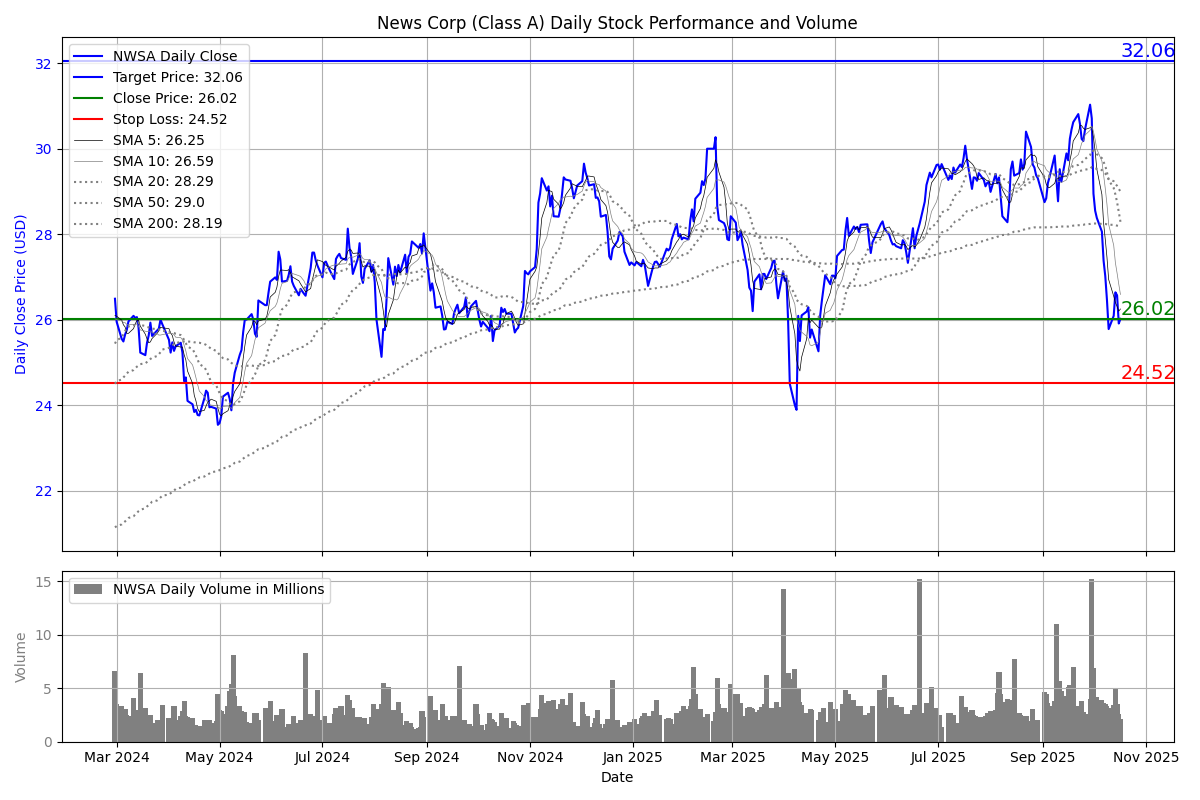 News Corp (Class A) Daily Stock Performance and Volume
NWSA Daily Close
Target Price: 32.06
Close Price: 26.02
Stop Loss: 24.52
SMA 5: 26.25
SMA 10: 26.59
SMA 20: 28.29
SMA 50: 29.0
SMA 200: 28.19
32.06
26.02
24.52
Daily Close Price (USD)
32
30
28
26
24
22
NWSA Daily Volume in Millions
Volume
15
10
5
0
Mar 2024 May 2024 Jul 2024 Sep 2024 Nov 2024 Jan 2025 Mar 2025 May 2025 Jul 2025 Sep 2025 Nov 2025
Date